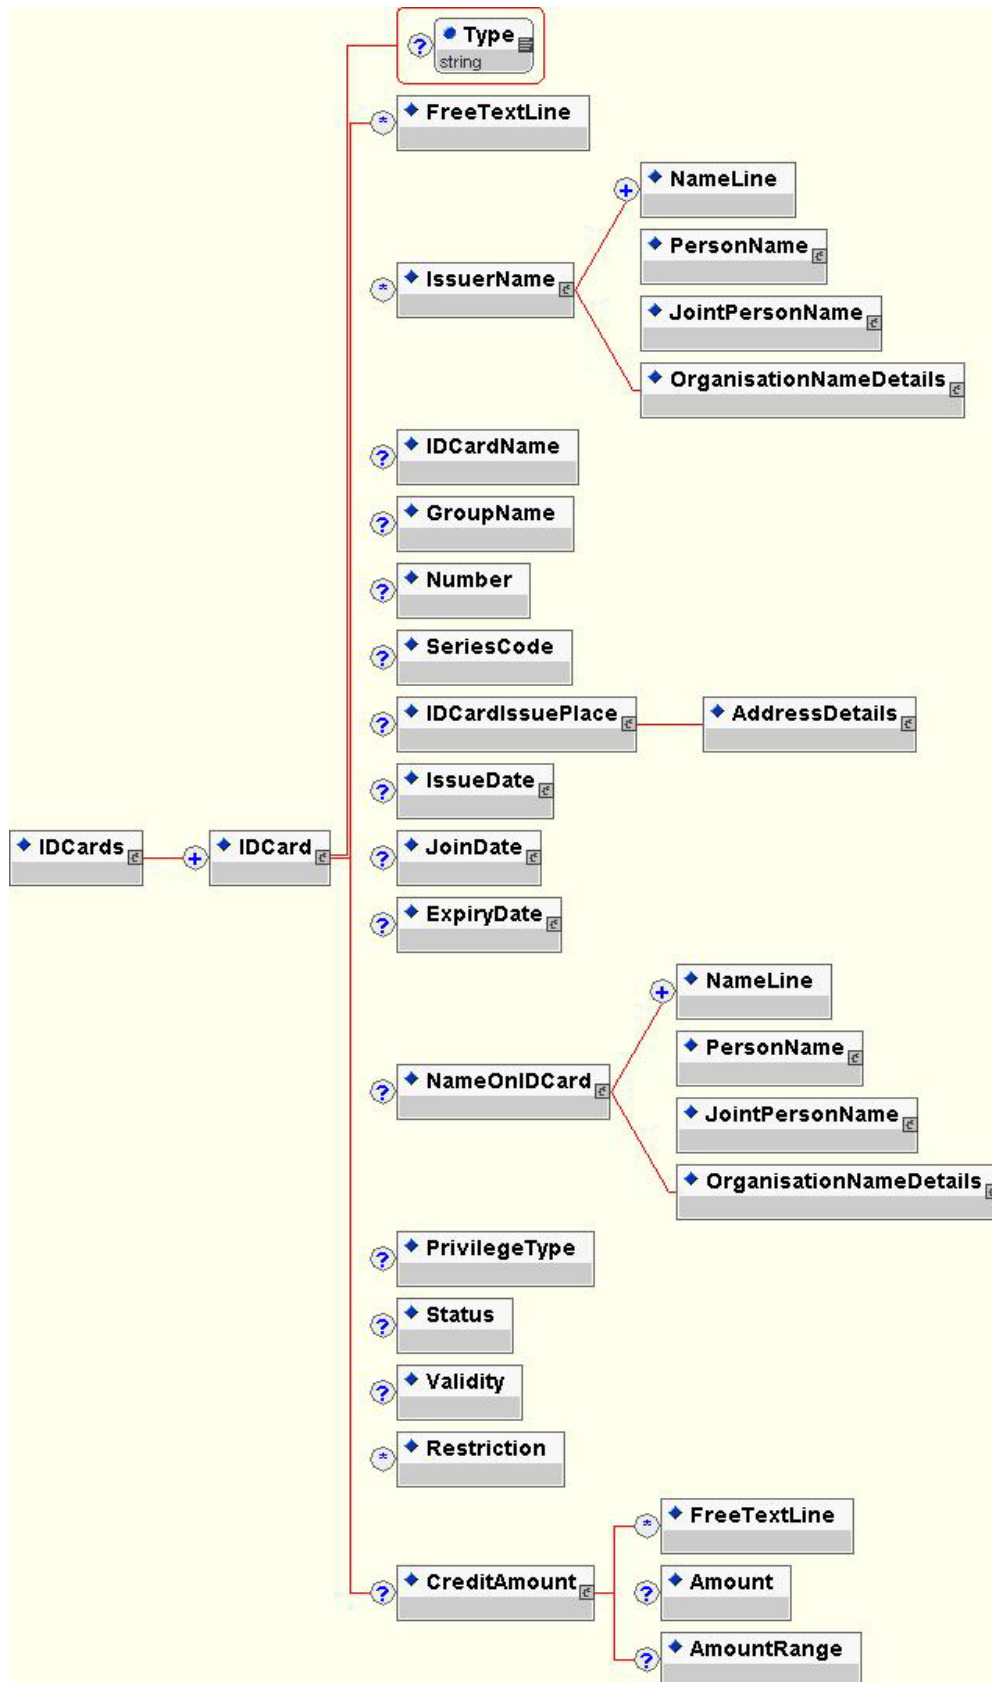 Type
string
FreeTextLine
NameLine
PersonName
IssuerName
JointPersonName
OrganisationNameDetails
IDCardName
GroupName
Number
SeriesCode
IDCardIssuePlace
AddressDetails
IssueDate
IDCards
IDCard
JoinDate
ExpiryDate
NameLine
PersonName
NameOnIDCard
JointPersonName
OrganisationNameDetails
PrivilegeType
Status
Validity
Restriction
FreeTextLine
CreditAmount
Amount
AmountRange